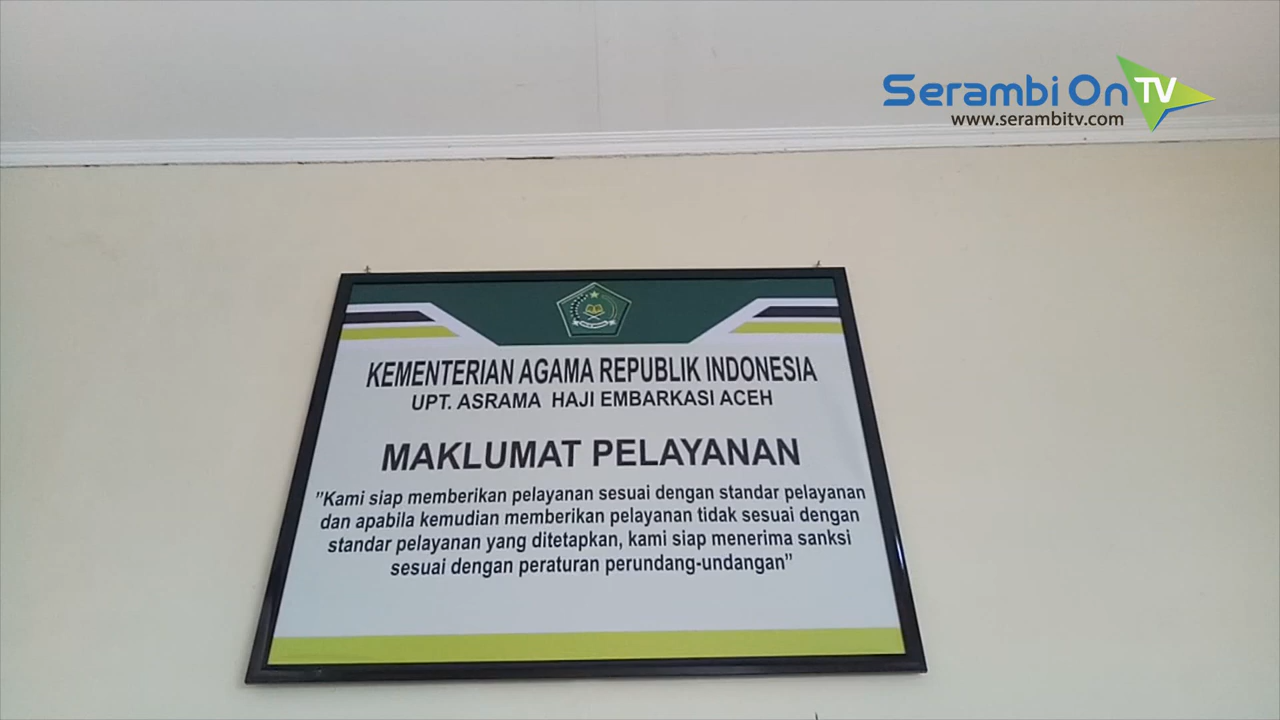 Serambi On TV
www.serambitv.com
KEMENTERIAN AGAMA REPUBLIK INDONESIA
UPT. ASRAMA HAJI EMBARKASI ACEH
MAKLUMAT PELAYANAN
"Kami siap memberikan pelayanan sesuai dengan standar pelayanan
dan apabila kemudian memberikan pelayanan tidak sesuai dengan
standar pelayanan yang ditetapkan, kami siap menerima sanksi
sesuai dengan peraturan perundang-undangan"